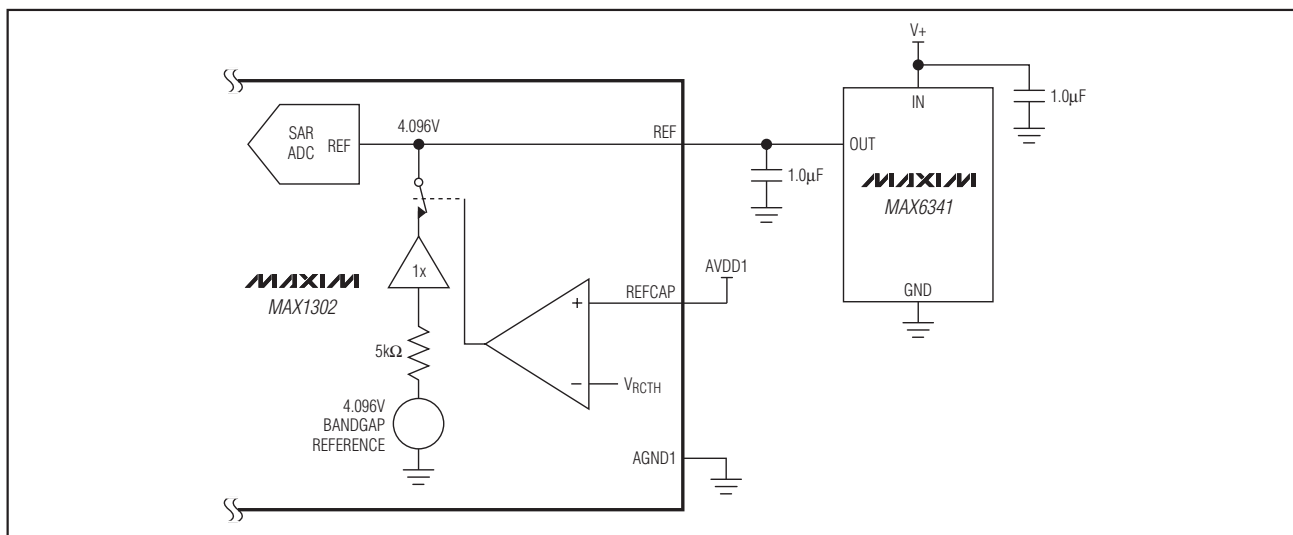 V+
IN
1.0µF
SAR
ADC
REF
4.096V
REF
OUT
1.0µF
MAXIM
MAX6341
GND
MAXIM
MAX1302
1x
AVDD1
REFCAP
+
−
VRCTH
5kΩ
4.096V
BANDGAP
REFERENCE
AGND1